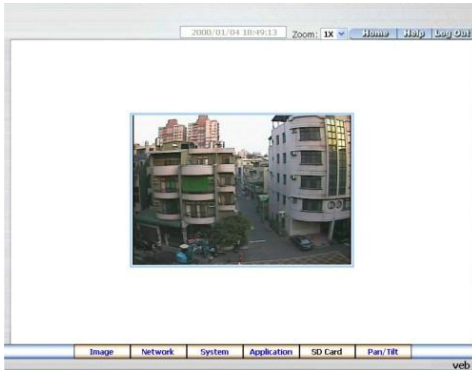 2000/01/04 18:49:13 Zoom: 1X Home Help Log Out
Image Network System Application SD Card Pan/Tilt
veb